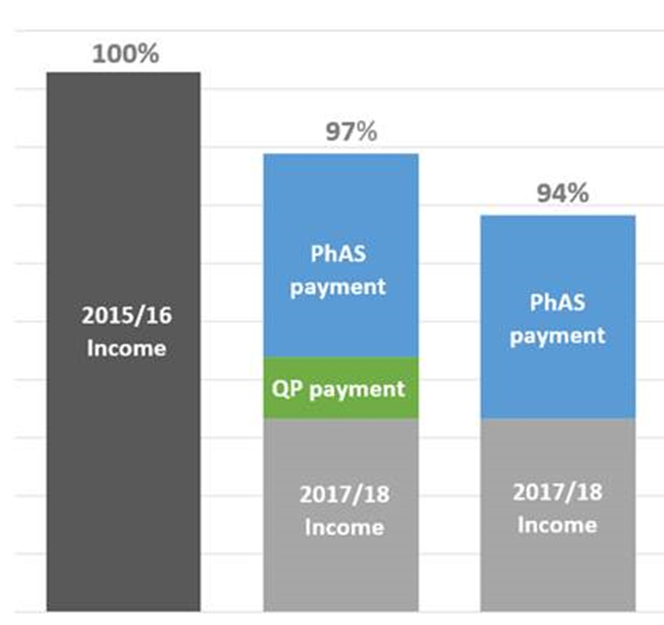 100%
2015/16
Income
97%
PhAS
payment
QP payment
2017/18
Income
94%
PhAS
payment
2017/18
Income